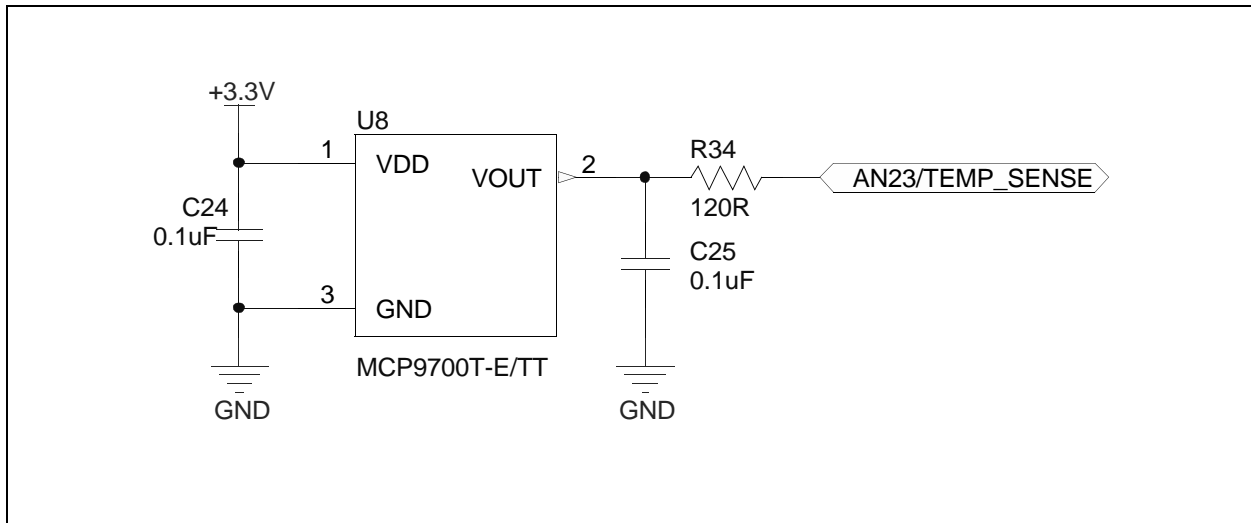 +3.3V
U8
1
VDD
VOUT
2
R34
120R
AN23/TEMP_SENSE
C24
0.1uF
C25
0.1uF
3
GND
MCP9700T-E/TT
GND
GND